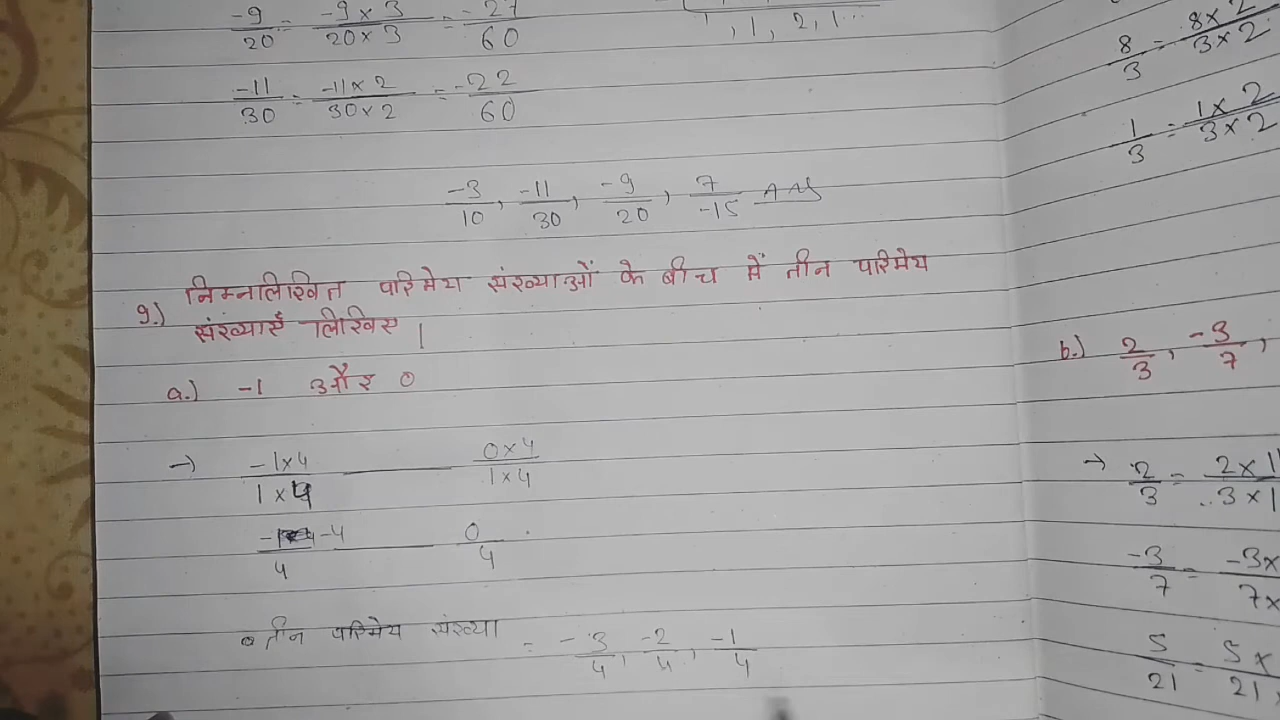 -9/20 = -9×3/20×3 = -27/60
1, 1, 2, 1...
-11/30 = -11×2/30×2 = -22/60
-3/10, -11/30, -9/20, 7/-15 Ans
9.) निम्नलिखित परिमेय संख्याओं के बीच में तीन परिमेय
संख्याएँ लिखिए |
a.) -1 और 0
→ -1×4/1×4 — 0×4/1×4
-4/4 — 0/4
तीन परिमेय संख्या = -3/4, -2/4, -1/4
8/3 = 8×2/3×2
1/3 = 1×2/3×2
b.) 2/3, -3/7,
→ 2/3 = 2×1/3×1
-3/7 = -3×/7×
5/21 = 5×/21